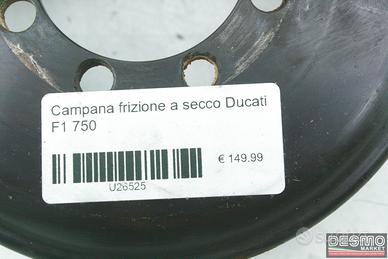 Campana frizione a secco Ducati
F1 750
€ 149.99
U26525
DESMO
MARKET